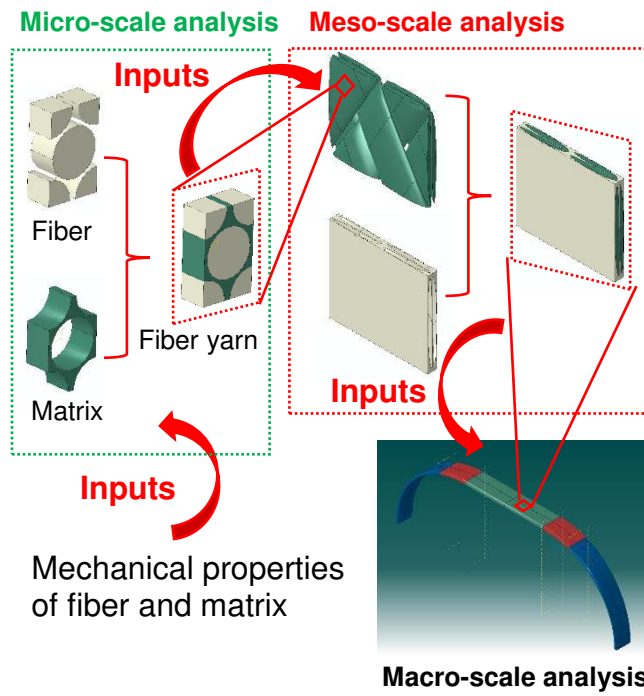 Micro-scale analysis
Meso-scale analysis
Inputs
Fiber
Fiber yarn
Matrix
Inputs
Inputs
Mechanical properties
of fiber and matrix
Macro-scale analysis